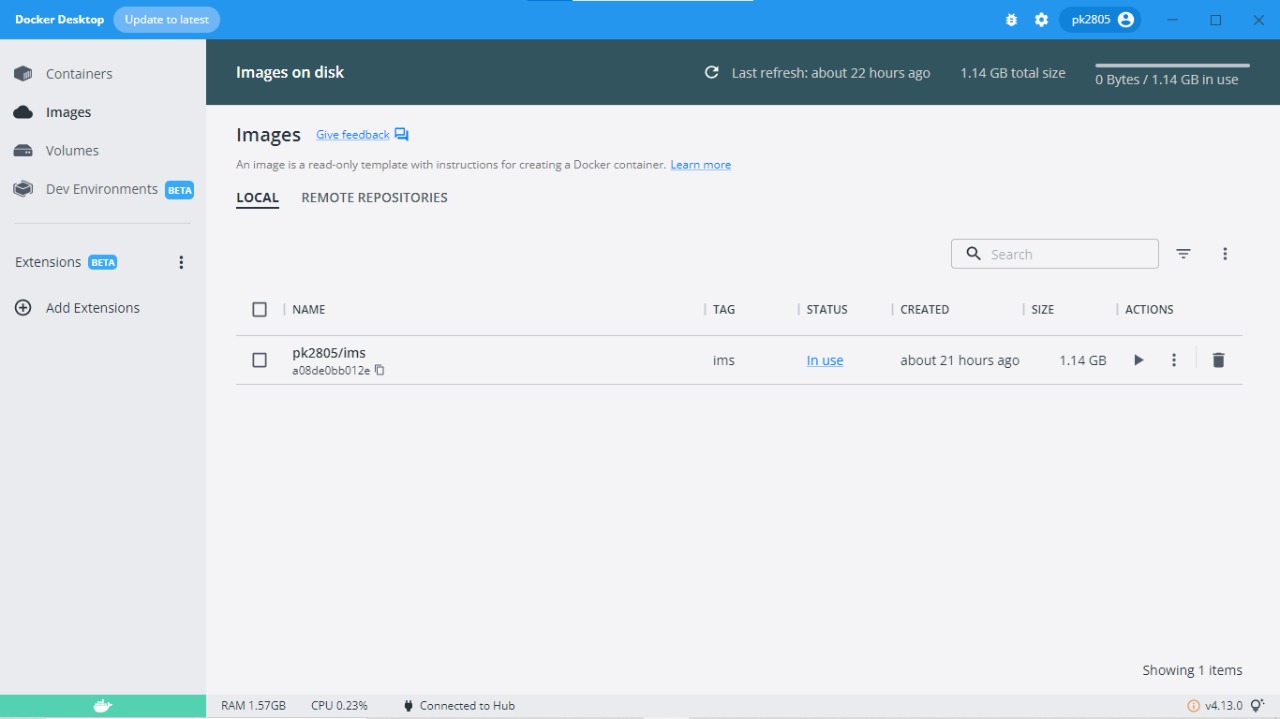 Docker Desktop Update to latest pk2805
Containers
Images
Volumes
Dev Environments BETA
Extensions BETA
Add Extensions
Images on disk Last refresh: about 22 hours ago 1.14 GB total size 0 Bytes / 1.14 GB in use
Images Give feedback
An image is a read-only template with instructions for creating a Docker container. Learn more
LOCAL REMOTE REPOSITORIES
Search
NAME TAG STATUS CREATED SIZE ACTIONS
pk2805/ims ims In use about 21 hours ago 1.14 GB
a08de0bb012e
Showing 1 items
RAM 1.57GB CPU 0.23% Connected to Hub v4.13.0